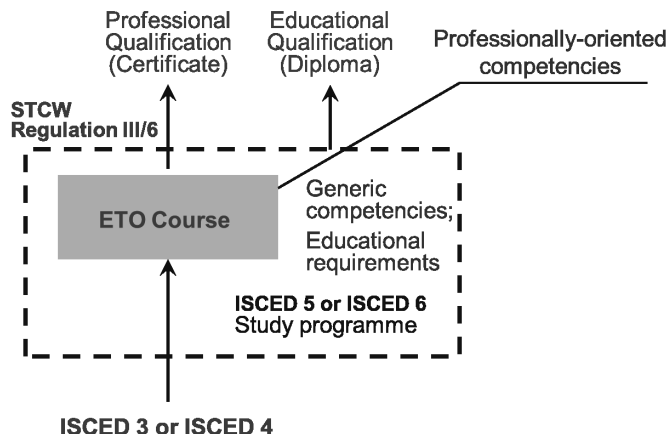 Professional
Qualification
(Certificate)
Educational
Qualification
(Diploma)
Professionally-oriented
competencies
STCW
Regulation III/6
ETO Course
Generic
competencies;
Educational
requirements
ISCED 5 or ISCED 6
Study programme
ISCED 3 or ISCED 4